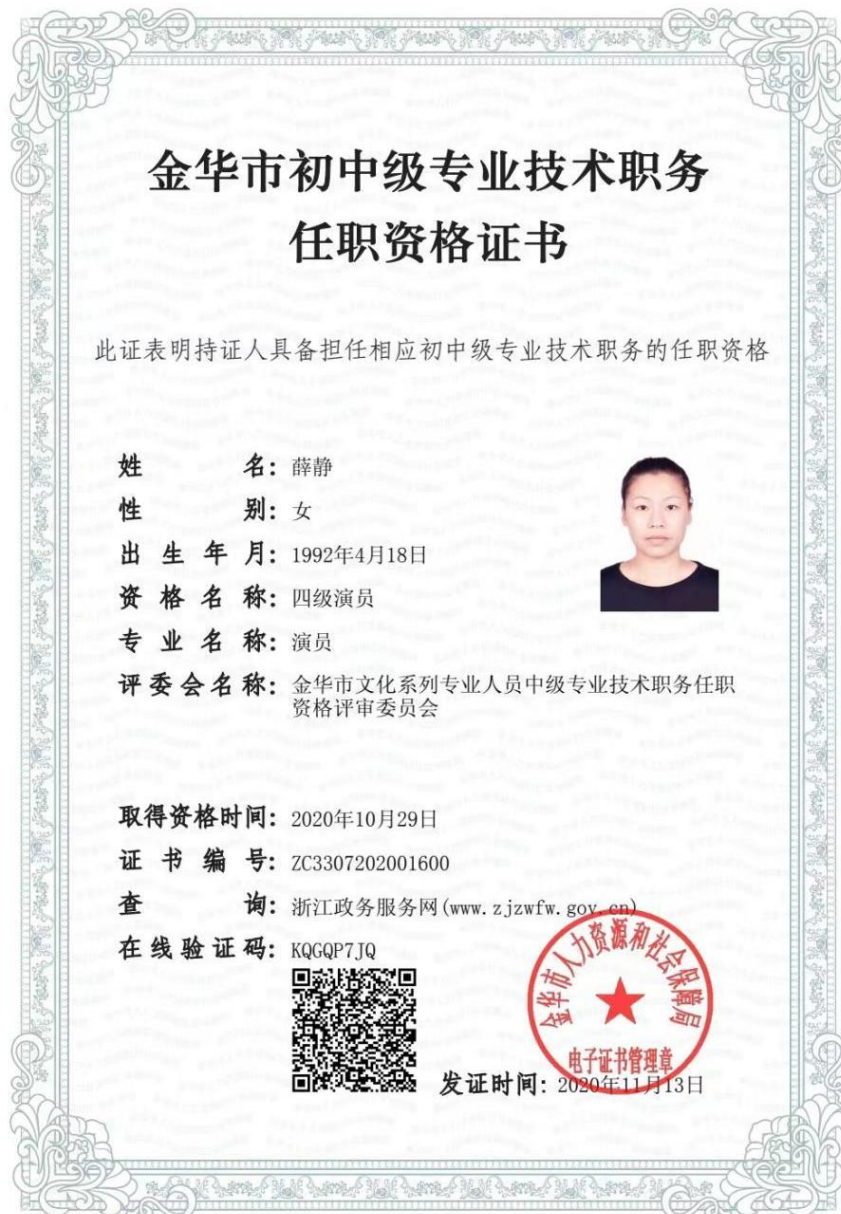 金华市初中级专业技术职务
任职资格证书
此证表明持证人具备担任相应初中级专业技术职务的任职资格
姓名：薛静
性别：女
出生年月：1992年4月18日
资格名称：四级演员
专业名称：演员
评委会名称：金华市文化系列专业人员中级专业技术职务任职
资格评审委员会
取得资格时间：2020年10月29日
证书编号：ZC3307202001600
查询：浙江政务服务网(www.zjzwfw.gov.cn)
在线验证码：KQGQP7JQ
金华市人力资源和社会保障局
电子证书管理章
发证时间：2020年11月13日